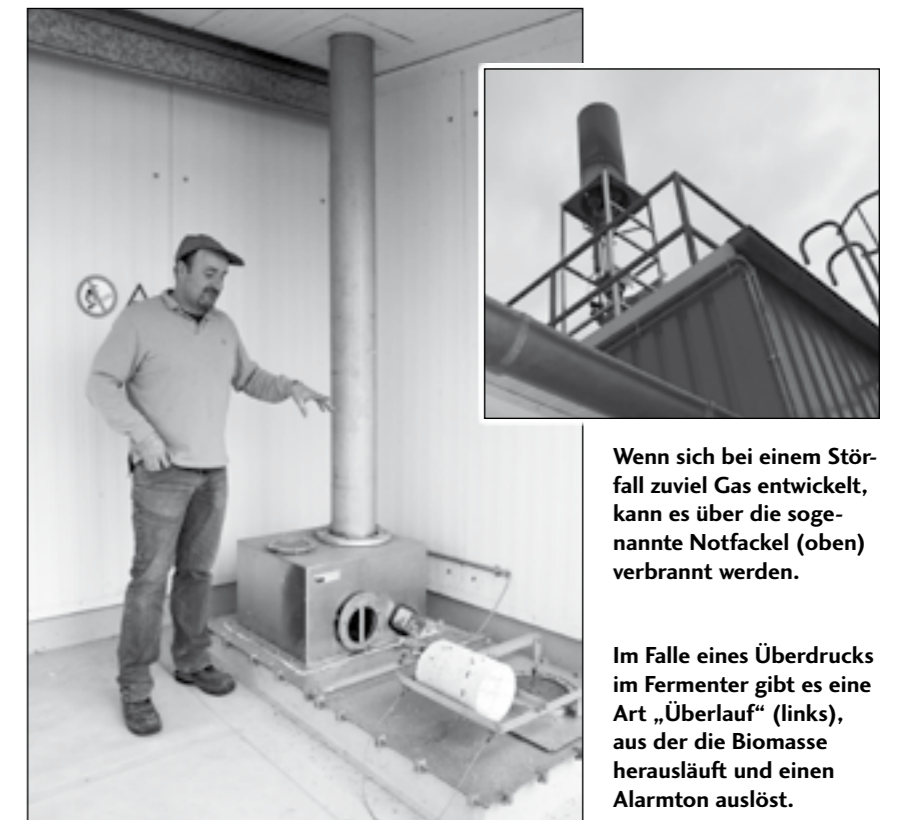 Wenn sich bei einem Stör-
fall zuviel Gas entwickelt,
kann es über die soge-
nannte Notfackel (oben)
verbrannt werden.
Im Falle eines Überdrucks
im Fermenter gibt es eine
Art „Überlauf“ (links),
aus der die Biomasse
herausläuft und einen
Alarmton auslöst.